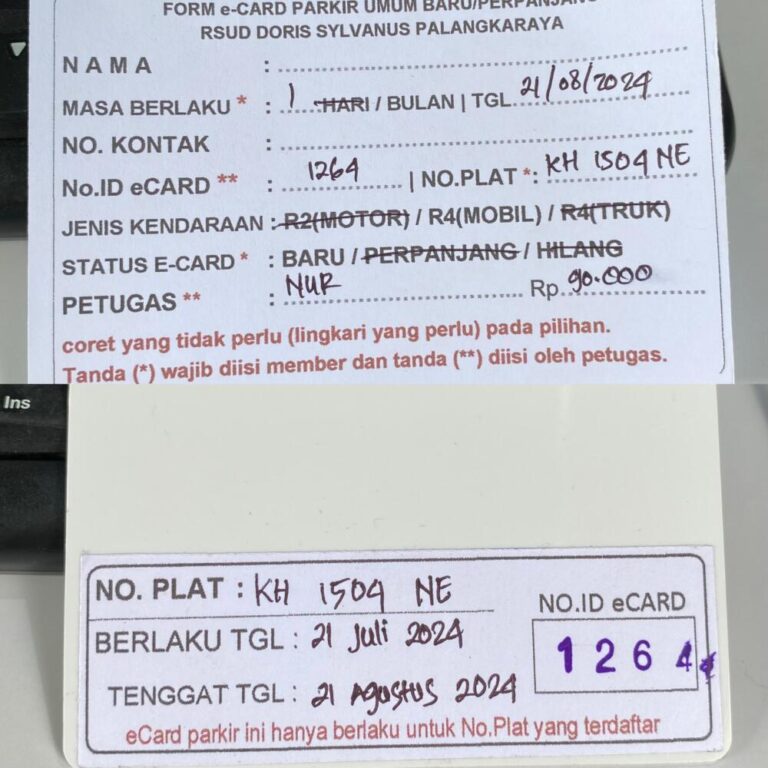 FORM e-CARD PARKIR UMUM BARU/PERPANJANG
RSUD DORIS SYLVANUS PALANGKARAYA
NAMA :
MASA BERLAKU * : 1 HARI / BULAN | TGL. 21/08/2024
NO. KONTAK :
No.ID eCARD ** : 1264 | NO.PLAT *: KH 1504 NE
JENIS KENDARAAN : R2(MOTOR) / R4(MOBIL) / R4(TRUK)
STATUS E-CARD * : BARU / PERPANJANG / HILANG
PETUGAS ** : NUR Rp. 90.000
coret yang tidak perlu (lingkari yang perlu) pada pilihan.
Tanda (*) wajib diisi member dan tanda (**) diisi oleh petugas.
Ins
NO. PLAT : KH 1504 NE
NO.ID eCARD
BERLAKU TGL : 21 Juli 2024
1264
TENGGAT TGL : 21 Agustus 2024
eCard parkir ini hanya berlaku untuk No.Plat yang terdaftar